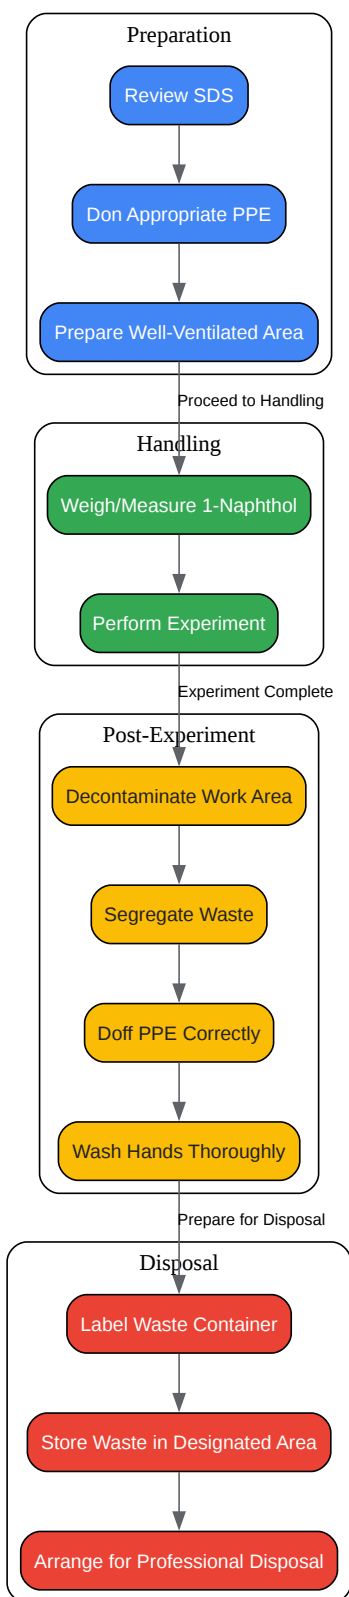 Preparation
Review SDS
Don Appropriate PPE
Prepare Well-Ventilated Area
Proceed to Handling
Handling
Weigh/Measure 1-Naphthol
Perform Experiment
Experiment Complete
Post-Experiment
Decontaminate Work Area
Segregate Waste
Doff PPE Correctly
Wash Hands Thoroughly
Prepare for Disposal
Disposal
Label Waste Container
Store Waste in Designated Area
Arrange for Professional Disposal